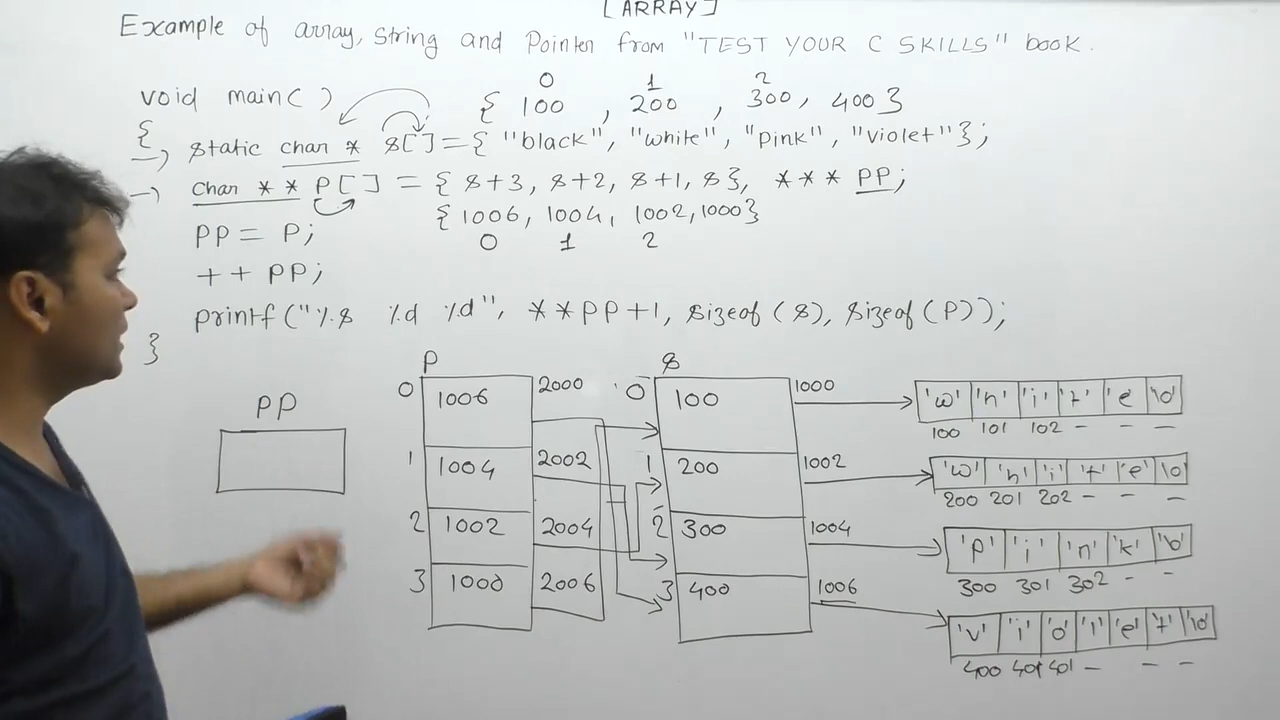 [ARRAY]
Example of array, string and Pointer from "TEST YOUR C SKILLS" book.
0 1 2
void main( ) { 100 , 200 , 300, 400}
{
static char * s[ ] = { "black", "white", "Pink", "violet" };
char ** P[ ] = { s+3, s+2, s+1, s}, *** PP;
{1006, 1004, 1002, 1000}
PP = P; 0 1 2
++ PP;
printf ("%s %d %d", **PP+1, sizeof (s), sizeof (P));
}
PP
P s
0 1006 2000 0 100 1000 'w' 'h' 'i' 't' 'e' \0
100 101 102 - - -
1 1004 2002 1 200 1002 'w' 'h' 'i' 't' 'e' \0
200 201 202 - - -
2 1002 2004 2 300 1004 'P' 'i' 'n' 'k' '\0'
300 301 302 - -
3 1000 2006 3 400 1006 'v' 'i' 'o' 'l' 'e' 't' \0
400 401 401 - - -